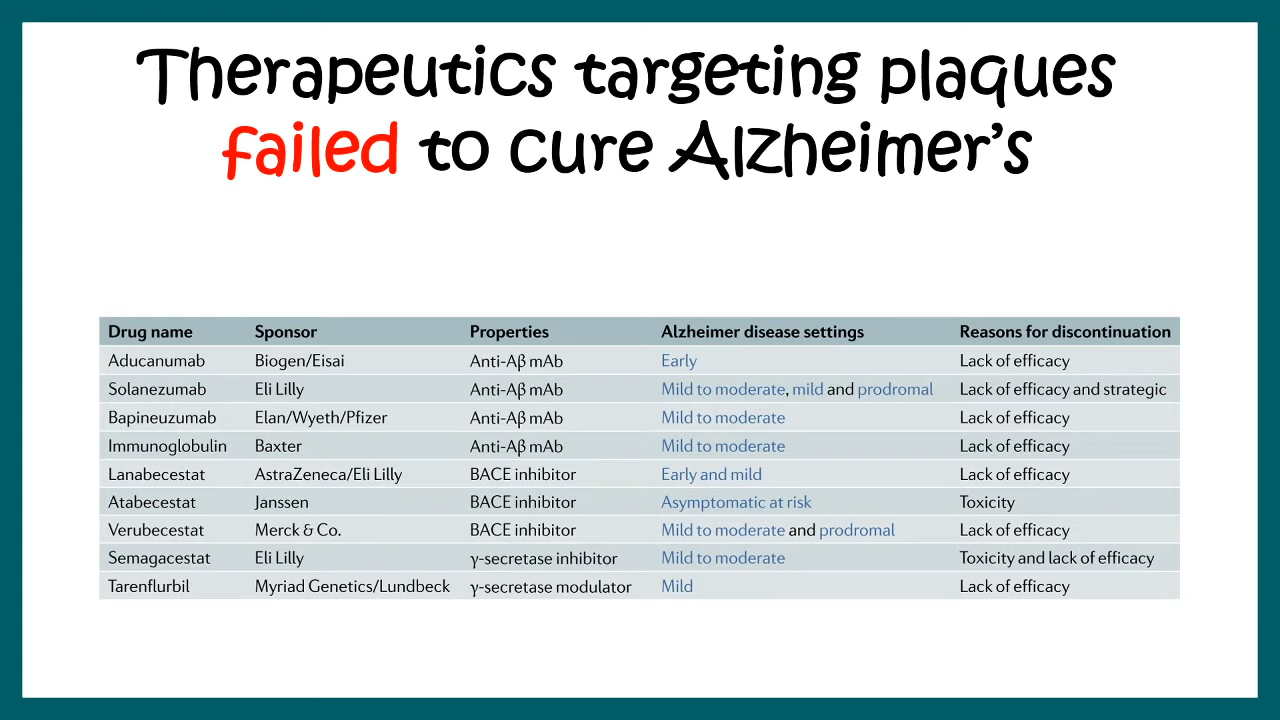 Therapeutics targeting plaques
failed to cure Alzheimer’s
Drug name Sponsor Properties Alzheimer disease settings Reasons for discontinuation
Aducanumab Biogen/Eisai Anti-Aβ mAb Early Lack of efficacy
Solanezumab Eli Lilly Anti-Aβ mAb Mild to moderate, mild and prodromal Lack of efficacy and strategic
Bapineuzumab Elan/Wyeth/Pfizer Anti-Aβ mAb Mild to moderate Lack of efficacy
Immunoglobulin Baxter Anti-Aβ mAb Mild to moderate Lack of efficacy
Lanabecestat AstraZeneca/Eli Lilly BACE inhibitor Early and mild Lack of efficacy
Atabecestat Janssen BACE inhibitor Asymptomatic at risk Toxicity
Verubecestat Merck & Co. BACE inhibitor Mild to moderate and prodromal Lack of efficacy
Semagacestat Eli Lilly γ-secretase inhibitor Mild to moderate Toxicity and lack of efficacy
Tarenflurbil Myriad Genetics/Lundbeck γ-secretase modulator Mild Lack of efficacy